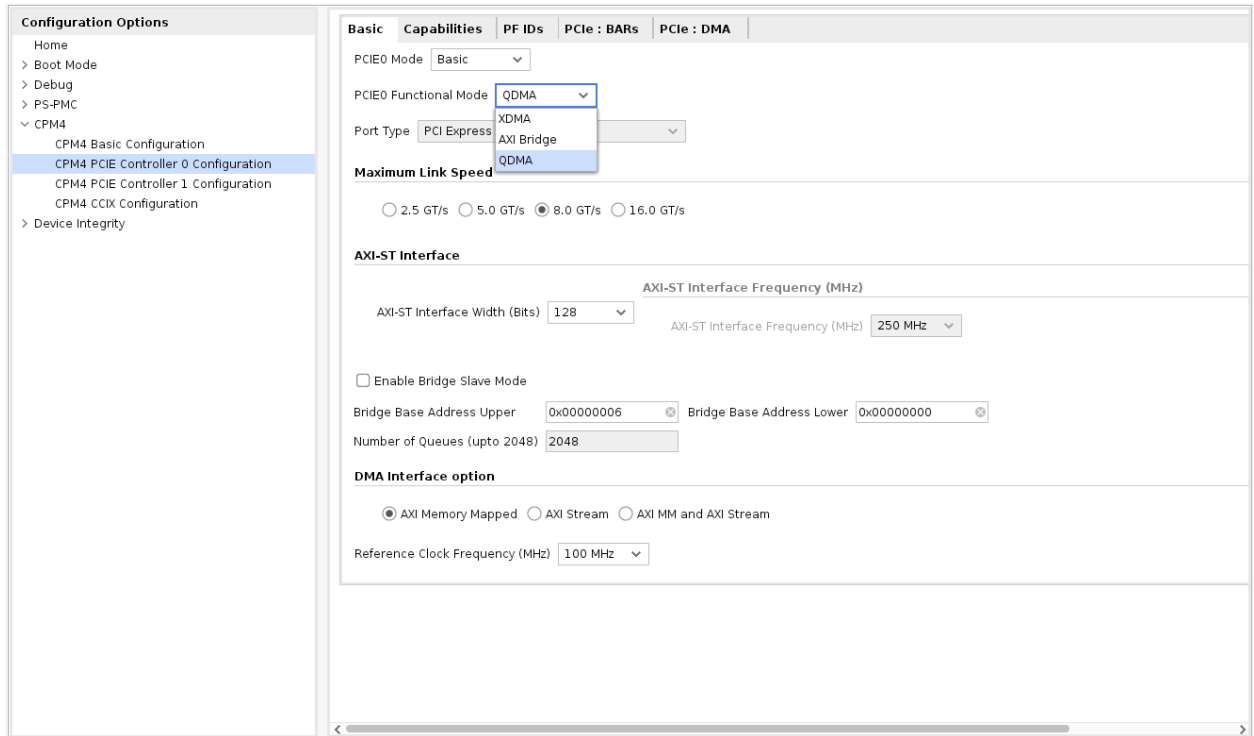 Configuration Options
Home
Boot Mode
Debug
PS-PMC
CPM4
CPM4 Basic Configuration
CPM4 PCIE Controller 0 Configuration
CPM4 PCIE Controller 1 Configuration
CPM4 CCIX Configuration
Device Integrity
Basic Capabilities PF IDs PCIe : BARs PCIe : DMA
PCIE0 Mode Basic
PCIE0 Functional Mode QDMA
XDMA
AXI Bridge
QDMA
Port Type PCI Express
Maximum Link Speed
2.5 GT/s 5.0 GT/s 8.0 GT/s 16.0 GT/s
AXI-ST Interface
AXI-ST Interface Frequency (MHz)
AXI-ST Interface Width (Bits) 128
AXI-ST Interface Frequency (MHz) 250 MHz
Enable Bridge Slave Mode
Bridge Base Address Upper 0x00000006 Bridge Base Address Lower 0x00000000
Number of Queues (upto 2048) 2048
DMA Interface option
AXI Memory Mapped AXI Stream AXI MM and AXI Stream
Reference Clock Frequency (MHz) 100 MHz